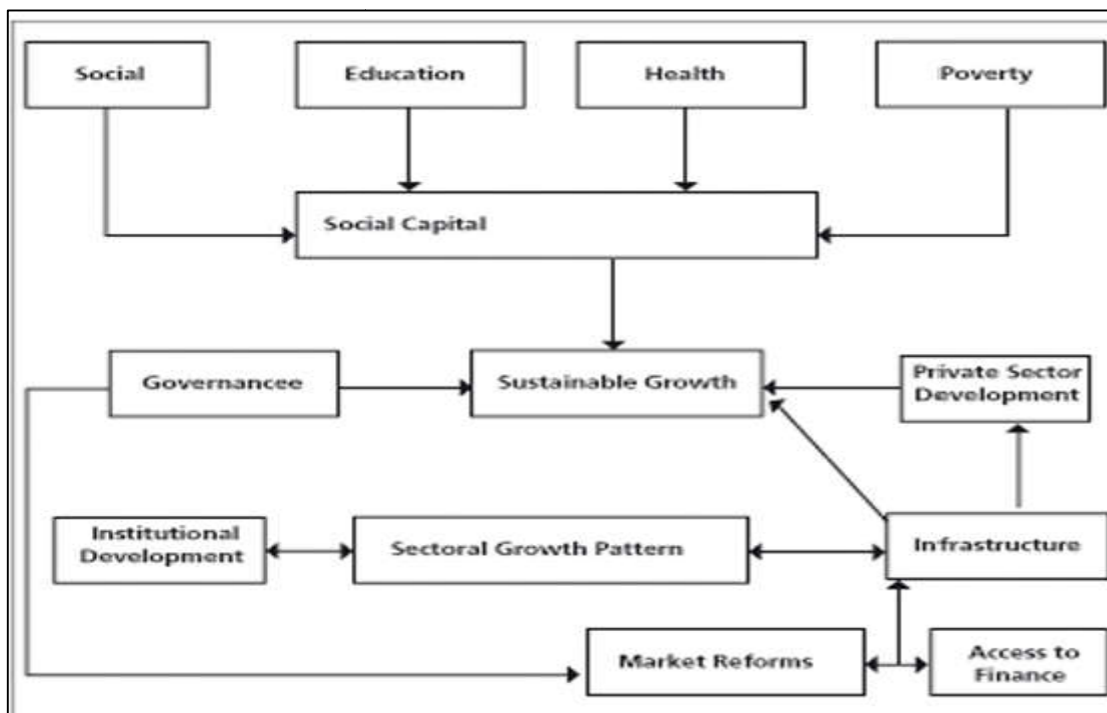 Social
Education
Health
Poverty
Social Capital
Governancee
Sustainable Growth
Private Sector
Development
Institutional
Development
Sectoral Growth Pattern
Infrastructure
Market Reforms
Access to
Finance